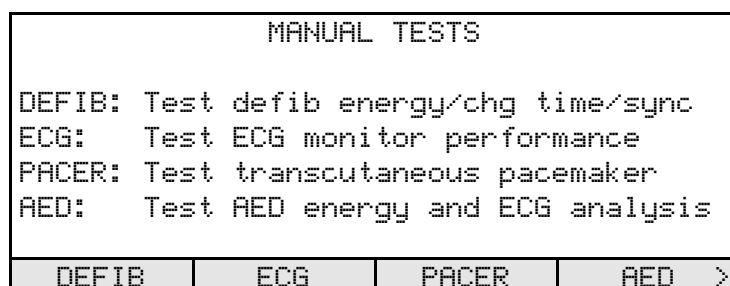 MANUAL TESTS
DEFIB: Test defib energy/chg time/sync
ECG: Test ECG monitor performance
PACER: Test transcutaneous pacemaker
AED: Test AED energy and ECG analysis
DEFIB ECG PACER AED >